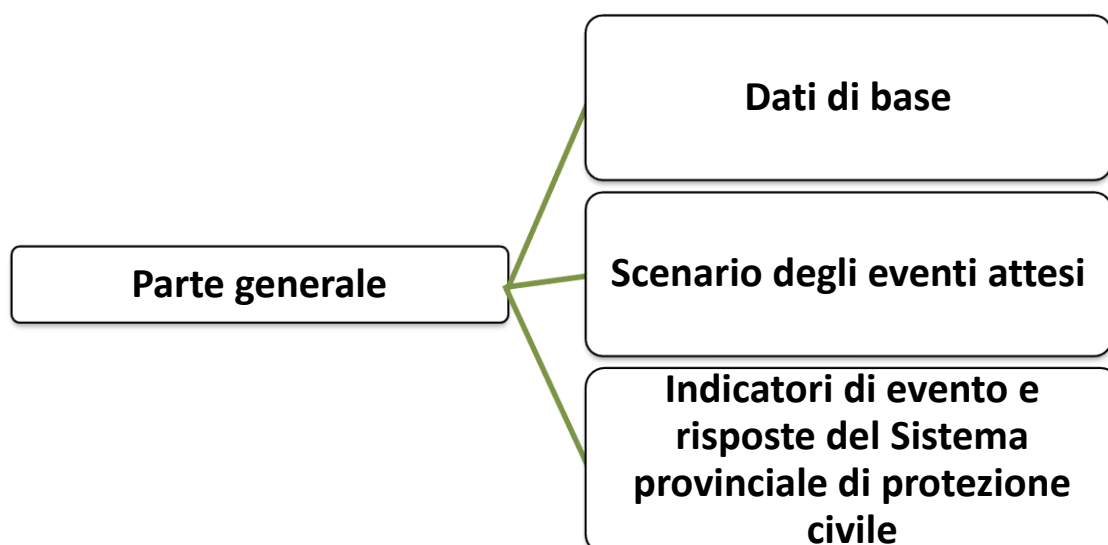 Dati di base
Parte generale
Scenario degli eventi attesi
Indicatori di evento e
risposte del Sistema
provinciale di protezione
civile